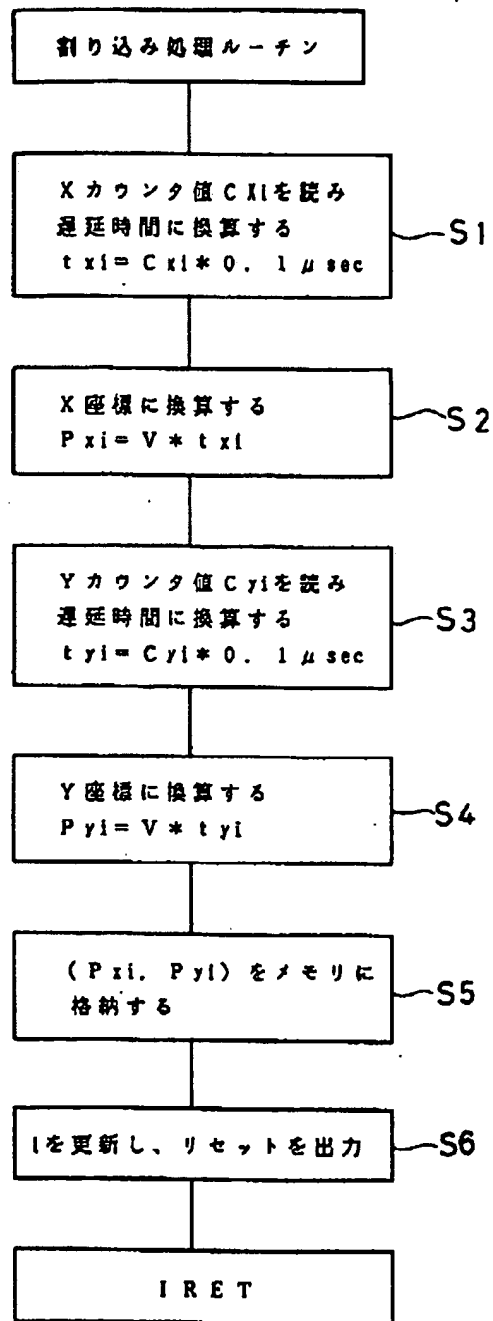 割り込み処理ルーチン
Xカウンタ値CXiを読み
遅延時間に換算する
txi=Cxi*0.1μsec
S1
X座標に換算する
Pxi=V*txi
S2
Yカウンタ値Cyiを読み
遅延時間に換算する
tyi=Cyi*0.1μsec
S3
Y座標に換算する
Pyi=V*tyi
S4
(Pxi, Pyi)をメモリに
格納する
S5
iを更新し、リセットを出力
S6
IRET